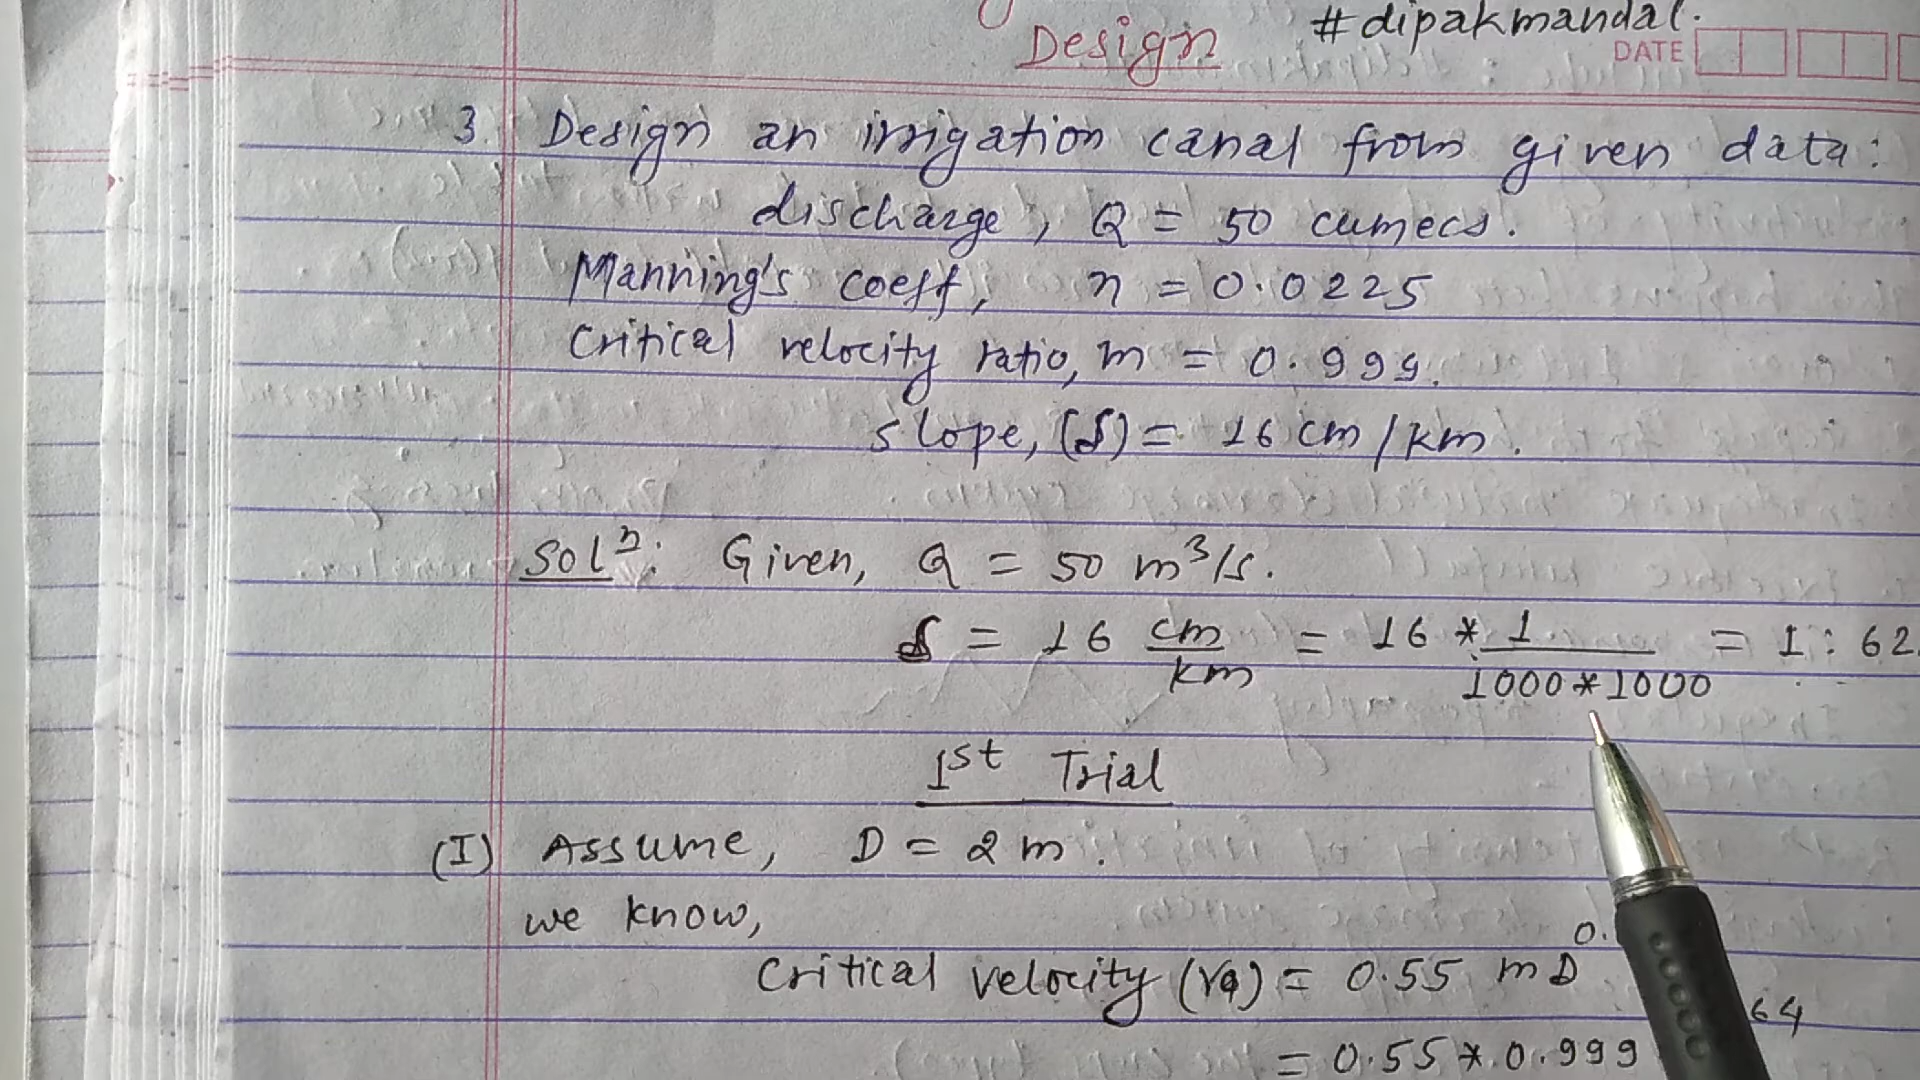 Design #dipakmandal.
DATE
3. Design an irrigation canal from given data:
discharge, Q = 50 cumecs.
Manning's coeff, n = 0.0225
Critical velocity ratio, m = 0.999.
slope, (S) = 16 cm/km.
Solⁿ: Given, Q = 50 m³/s.
S = 16 cm/km = 16 * 1/1000*1000 = 1:62
1st Trial
(I) Assume, D = 2 m.
we know,
Critical velocity (V0) = 0.55 m D^0.
= 0.55 * 0.999 64